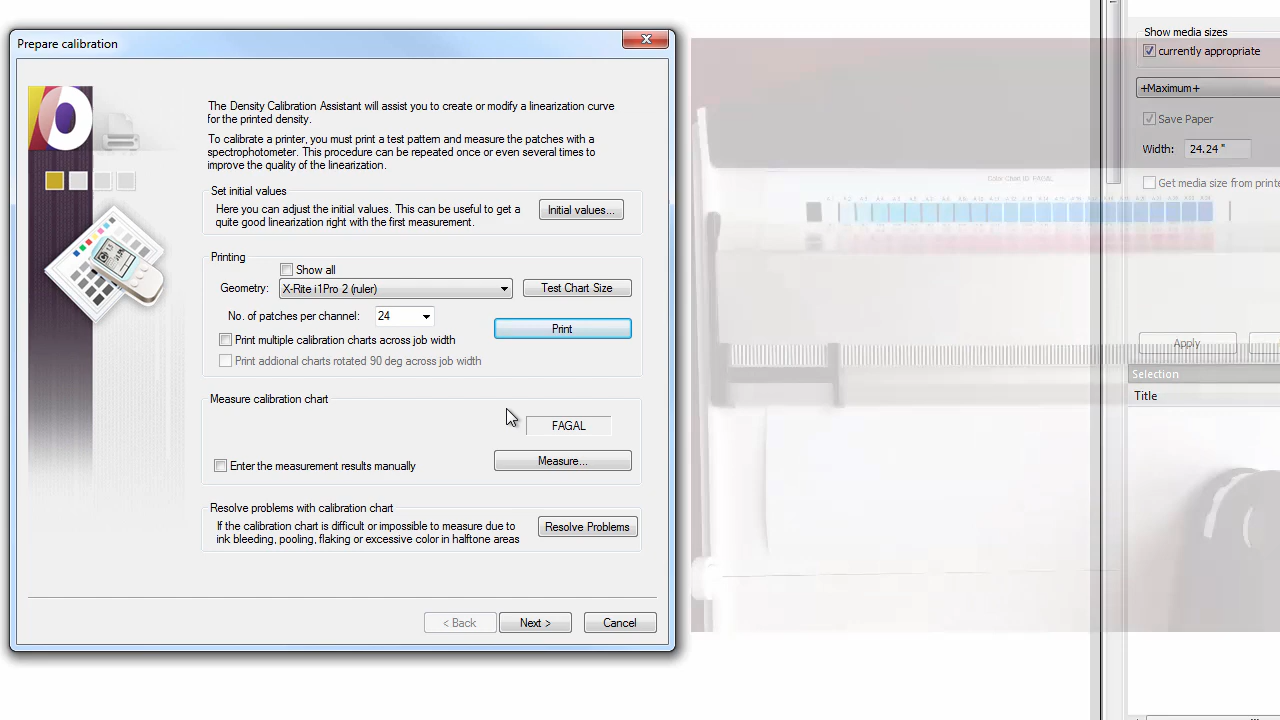 Prepare calibration
The Density Calibration Assistant will assist you to create or modify a linearization curve
for the printed density.
To calibrate a printer, you must print a test pattern and measure the patches with a
spectrophotometer. This procedure can be repeated once or even several times to
improve the quality of the linearization.
Set initial values
Here you can adjust the initial values. This can be useful to get a
quite good linearization right with the first measurement.
Initial values...
Printing
Show all
Geometry:
X-Rite i1Pro 2 (ruler)
Test Chart Size
No. of patches per channel:
24
Print
Print multiple calibration charts across job width
Print addional charts rotated 90 deg across job width
Measure calibration chart
FAGAL
Enter the measurement results manually
Measure...
Resolve problems with calibration chart
If the calibration chart is difficult or impossible to measure due to
ink bleeding, pooling, flaking or excessive color in halftone areas
Resolve Problems
< Back
Next >
Cancel
Color Chart ID: FAGAL
Show media sizes
currently appropriate
+Maximum+
Save Paper
Width:
24.24 "
Get media size from printe
Apply
Selection
Title